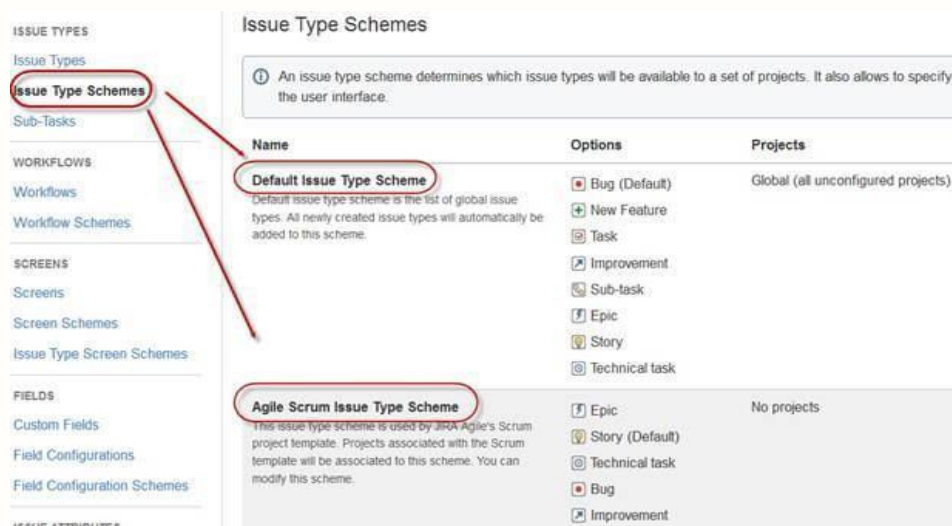 ISSUE TYPES
Issue Types
Issue Type Schemes
Sub-Tasks
WORKFLOWS
Workflows
Workflow Schemes
SCREENS
Screens
Screen Schemes
Issue Type Screen Schemes
FIELDS
Custom Fields
Field Configurations
Field Configuration Schemes
ISSUE ATTRIBUTES
Issue Type Schemes
An issue type scheme determines which issue types will be available to a set of projects. It also allows to specify
the user interface.
Name Options Projects
Default Issue Type Scheme
Default issue type scheme is the list of global issue
types. All newly created issue types will automatically be
added to this scheme.
Bug (Default)
New Feature
Task
Improvement
Sub-task
Epic
Story
Technical task
Global (all unconfigured projects)
Agile Scrum Issue Type Scheme
This issue type scheme is used by JIRA Agile's Scrum
project template. Projects associated with the Scrum
template will be associated to this scheme. You can
modify this scheme.
Epic
Story (Default)
Technical task
Bug
Improvement
No projects